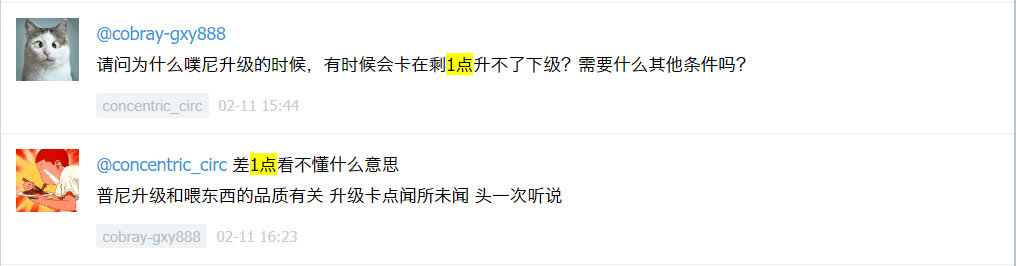 @cobray-gxy888
请问为什么噗尼升级的时候，有时候会卡在剩1点升不了下级？需要什么其他条件吗？
concentric_circ 02-11 15:44
@concentric_circ 差1点看不懂什么意思
普尼升级和喂东西的品质有关 升级卡点闻所未闻 头一次听说
cobray-gxy888 02-11 16:23